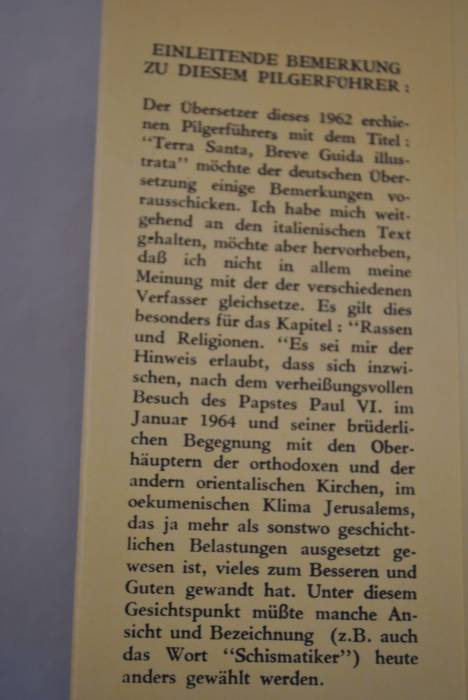 EINLEITENDE BEMERKUNG
ZU DIESEM PILGERFÜHRER :
Der Übersetzer dieses 1962 erchie-
nen Pilgerführers mit dem Titel :
“Terra Santa, Breve Guida illus-
trata” möchte der deutschen Über-
setzung einige Bemerkungen vo-
rausschicken. Ich habe mich weit-
gehend an den italienischen Text
gehalten, möchte aber hervorheben,
daß ich nicht in allem meine
Meinung mit der der verschiedenen
Verfasser gleichsetze. Es gilt dies
besonders für das Kapitel : “Rassen
und Religionen. “Es sei mir der
Hinweis erlaubt, dass sich inzwi-
schen, nach dem verheißungsvollen
Besuch des Papstes Paul VI. im
Januar 1964 und seiner brüderli-
chen Begegnung mit den Ober-
häuptern der orthodoxen und der
andern orientalischen Kirchen, im
oekumenischen Klima Jerusalems,
das ja mehr als sonstwo geschicht-
lichen Belastungen ausgesetzt ge-
wesen ist, vieles zum Besseren und
Guten gewandt hat. Unter diesem
Gesichtspunkt müßte manche An-
sicht und Bezeichnung (z.B. auch
das Wort “Schismatiker”) heute
anders gewählt werden.